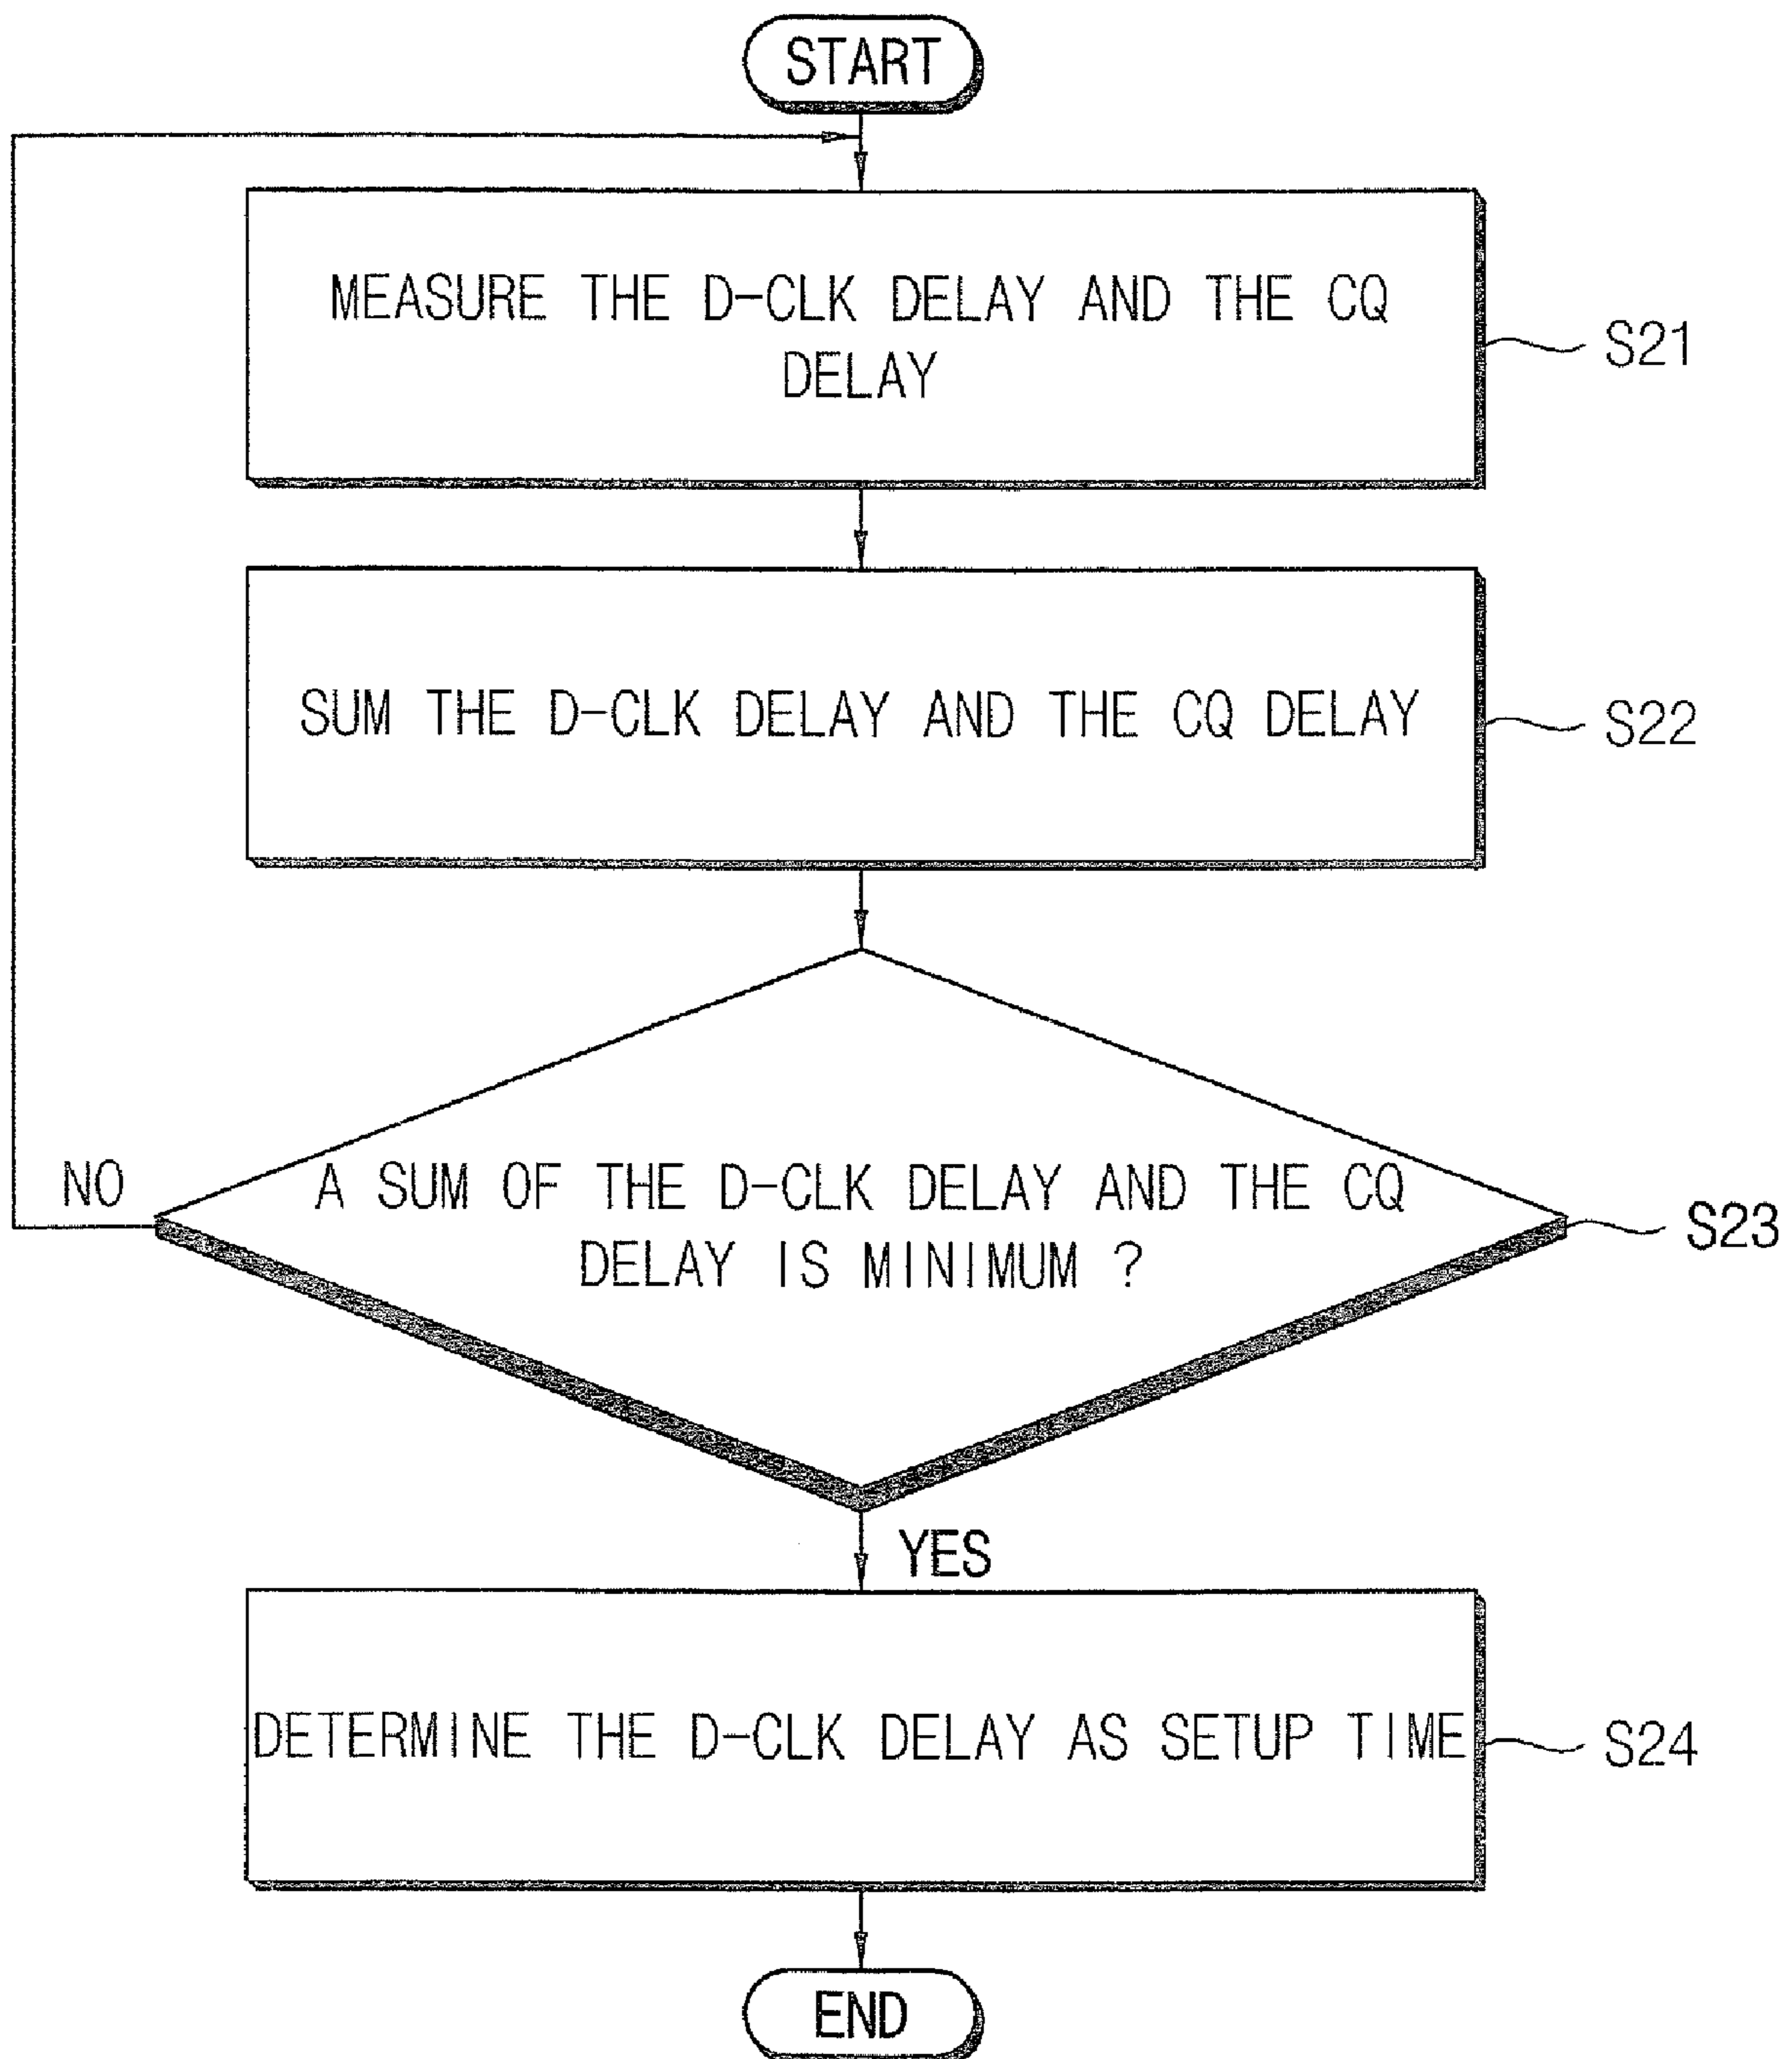 START
MEASURE THE D-CLK DELAY AND THE CQ
DELAY
S21
SUM THE D-CLK DELAY AND THE CQ DELAY
S22
NO
A SUM OF THE D-CLK DELAY AND THE CQ
DELAY IS MINIMUM ?
S23
YES
DETERMINE THE D-CLK DELAY AS SETUP TIME
S24
END